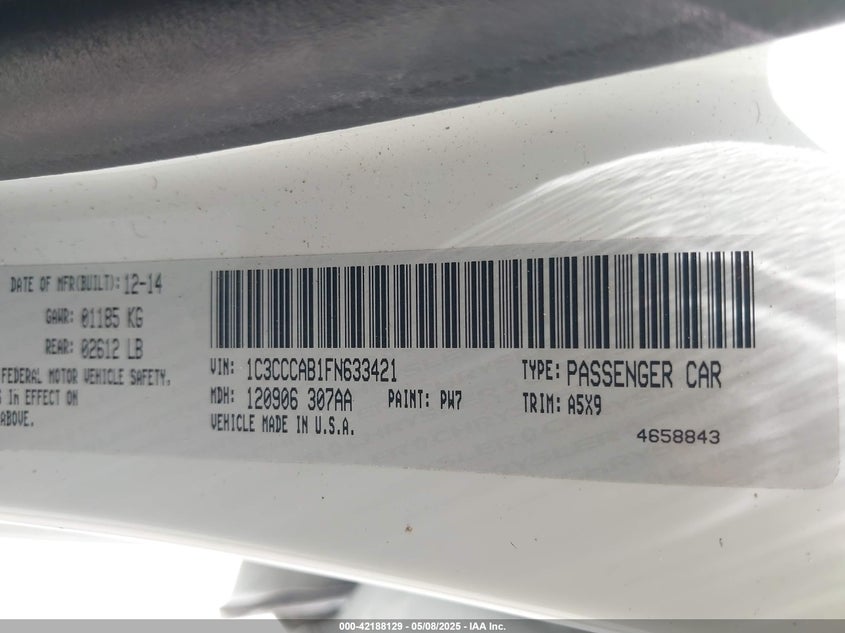 DATE OF MFR(BUILT): 12-14
GAWR: 01185 KG
REAR: 02612 LB
FEDERAL MOTOR VEHICLE SAFETY,
IN EFFECT ON
ABOVE.
VIN: 1C3CCCAB1FN633421
TYPE: PASSENGER CAR
MDH: 120906 307AA
PAINT: PW7
TRIM: A5X9
VEHICLE MADE IN U.S.A.
4658843
000-42188129 - 05/08/2025 - IAA Inc.